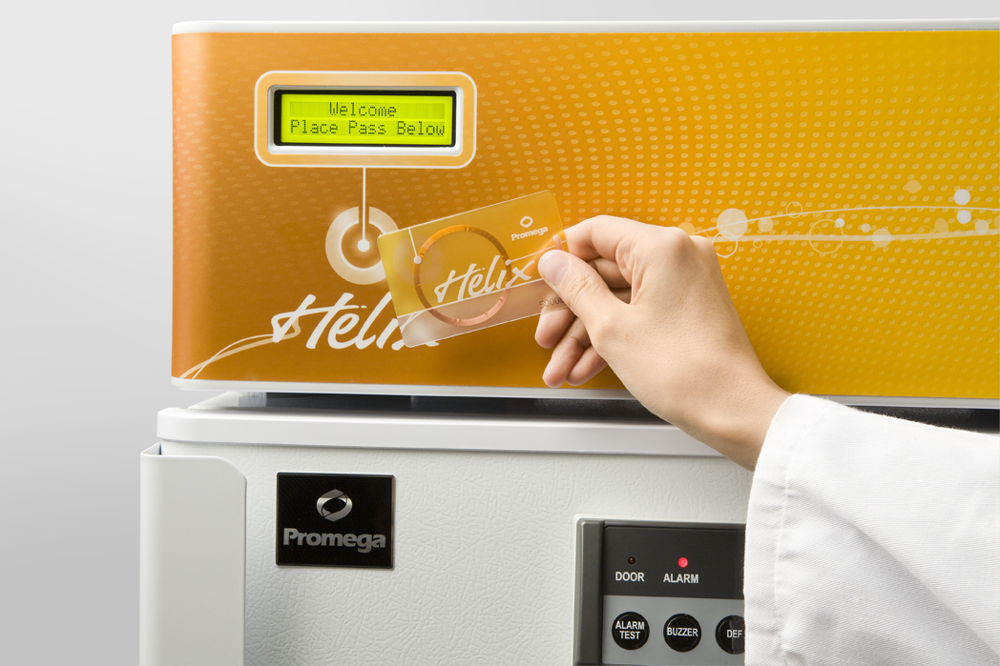 Welcome
Place Pass Below
Promega
Helix
Helix
Promega
DOOR
ALARM
ALARM
TEST
BUZZER
DEF